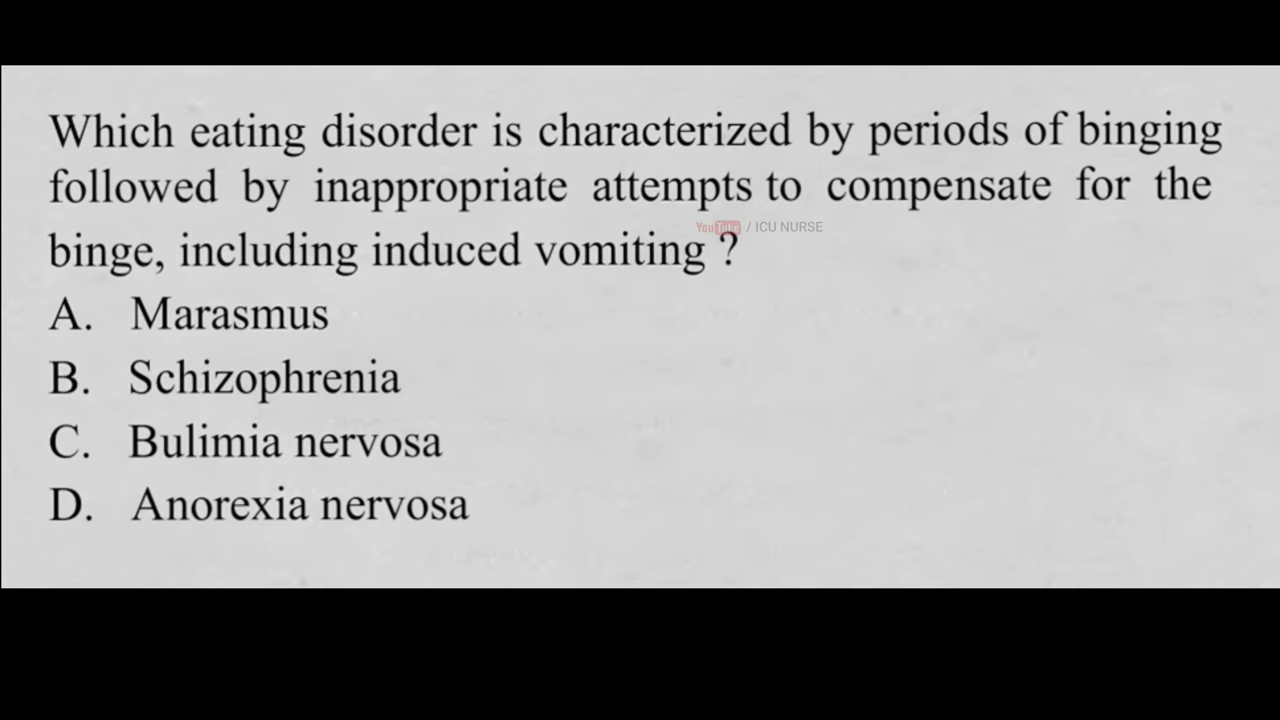 Which eating disorder is characterized by periods of binging
followed by inappropriate attempts to compensate for the
YouTube / ICU NURSE
binge, including induced vomiting ?
A. Marasmus
B. Schizophrenia
C. Bulimia nervosa
D. Anorexia nervosa